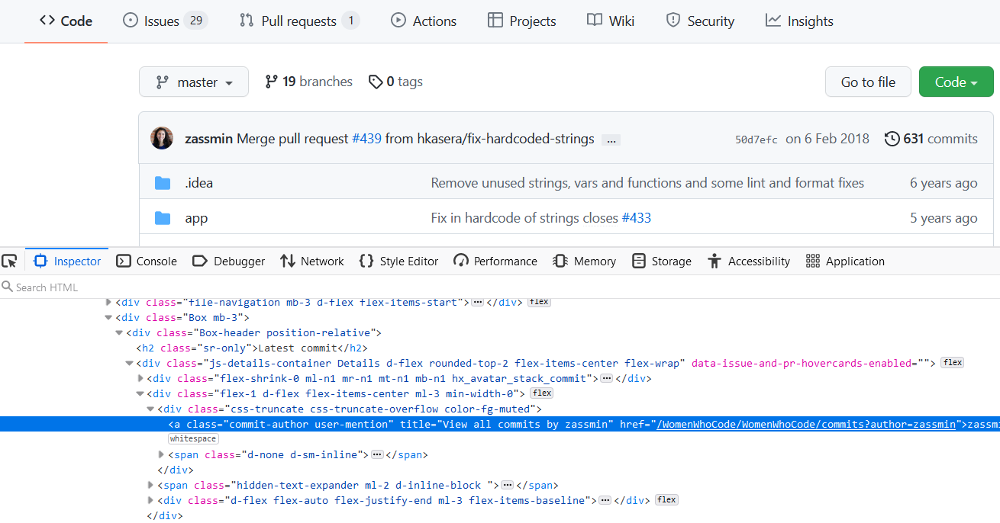 Code Issues 29 Pull requests 1 Actions Projects Wiki Security Insights
master 19 branches 0 tags Go to file Code
zassmin Merge pull request #439 from hkasera/fix-hardcoded-strings ... 50d7efc on 6 Feb 2018 631 commits
.idea Remove unused strings, vars and functions and some lint and format fixes 6 years ago
app Fix in hardcode of strings closes #433 5 years ago
Inspector Console Debugger Network Style Editor Performance Memory Storage Accessibility Application
Search HTML
<div class="file-navigation mb-3 d-flex flex-items-start">…</div> flex
<div class="Box mb-3">
<div class="Box-header position-relative">
<h2 class="sr-only">Latest commit</h2>
<div class="js-details-container Details d-flex rounded-top-2 flex-items-center flex-wrap" data-issue-and-pr-hovercards-enabled=""> flex
<div class="flex-shrink-0 ml-n1 mr-n1 mt-n1 mb-n1 hx_avatar_stack_commit">…</div>
<div class="flex-1 d-flex flex-items-center ml-3 min-width-0"> flex
<div class="css-truncate css-truncate-overflow color-fg-muted">
<a class="commit-author user-mention" title="View all commits by zassmin" href="/WomenWhoCode/WomenWhoCode/commits?author=zassmin">zassmi
whitespace
<span class="d-none d-sm-inline">…</span>
</div>
<span class="hidden-text-expander ml-2 d-inline-block ">…</span>
<div class="d-flex flex-auto flex-justify-end ml-3 flex-items-baseline">…</div> flex
</div>